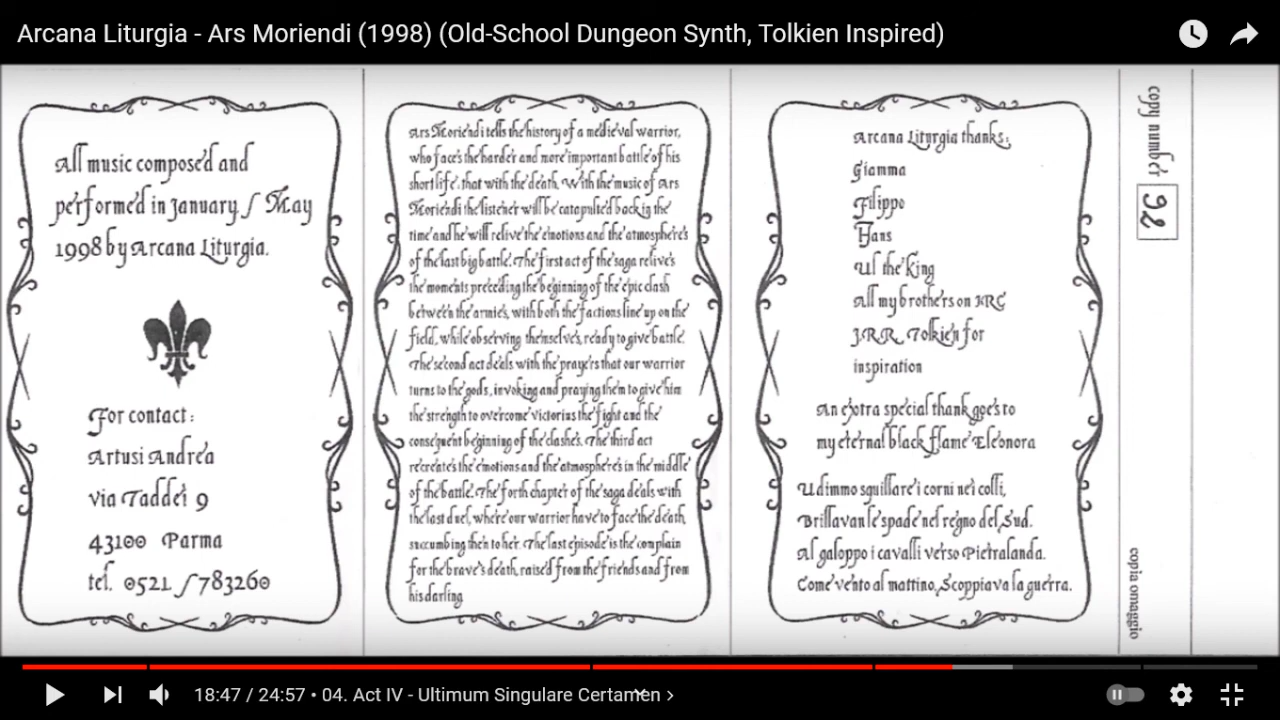 Arcana Liturgia - Ars Moriendi (1998) (Old-School Dungeon Synth, Tolkien Inspired)
All music composed and
performed in January / May
1998 by Arcana Liturgia.
For contact:
Artusi Andrea
via Taddei 9
43100 Parma
tel. 0521 / 783260
Ars Moriendi tells the history of a medieval warrior,
who faces the harder and more important battle of his
short life: that with the death. With the music of Ars
Moriendi the listener will be catapulted back in the
time and he will relive the emotions and the atmospheres
of the last big battle. The first act of the saga relives
the moments preceding the beginning of the epic clash
between the armies, with both the factions line up on the
field, while observing themselves, ready to give battle.
The second act deals with the prayers that our warrior
turns to the gods, invoking and praying them to give him
the strength to overcome victorius the fight and the
consequent beginning of the clashes. The third act
recreates the emotions and the atmospheres in the middle
of the battle. The forth chapter of the saga deals with
the last duel, where our warrior have to face the death,
succumbing then to her. The last episode is the complain
for the brave's death, raised from the friends and from
his darling.
Arcana Liturgia thanks:
Giamma
Filippo
Hans
Ul the king
All my brothers on IRC
J.R.R. Tolkien for
inspiration
An extra special thank goes to
my eternal black flame Eleonora
Udimmo squillare i corni nei colli,
Brillavan le spade nel regno del Sud.
Al galoppo i cavalli verso Pietralanda.
Come vento al mattino, Scoppiava la guerra.
copy number 92
copia omaggio
18:47 / 24:57 • 04. Act IV - Ultimum Singulare Certamen